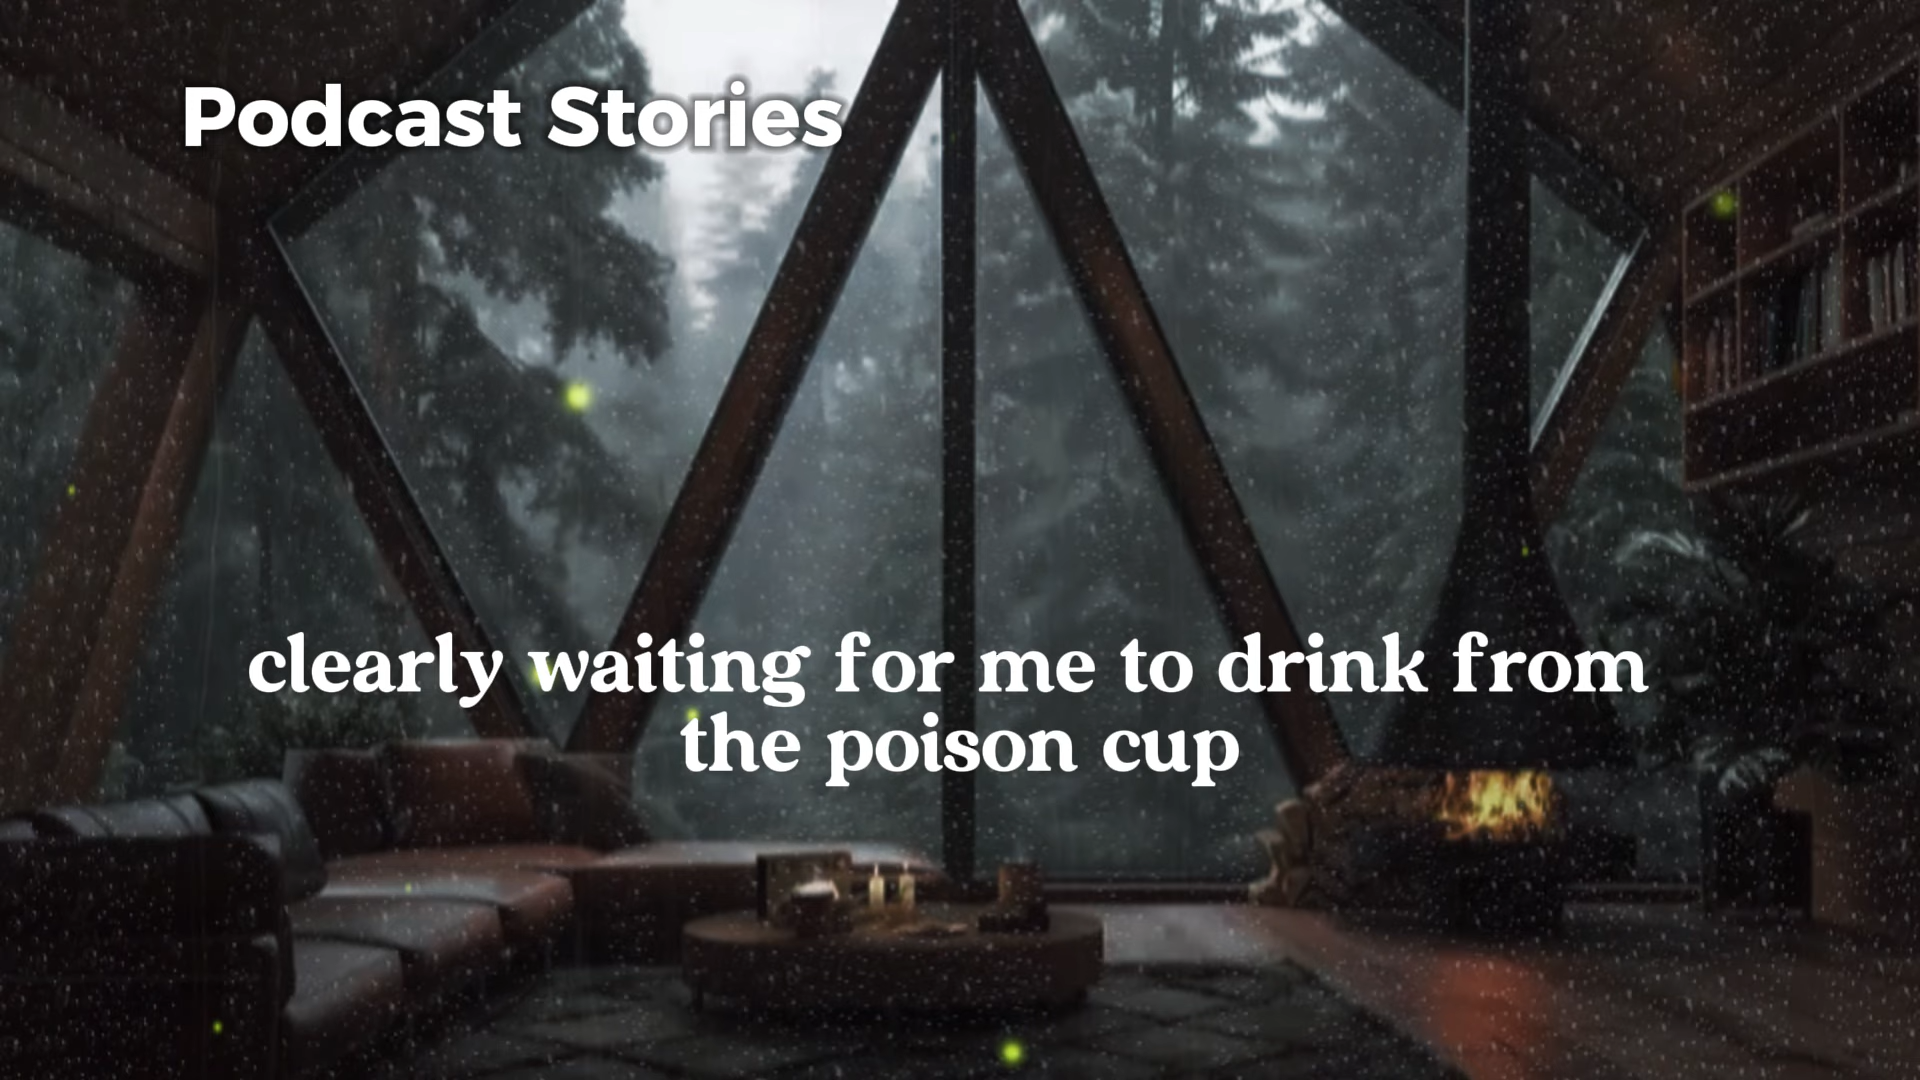 Podcast Stories
clearly waiting for me to drink from
the poison cup